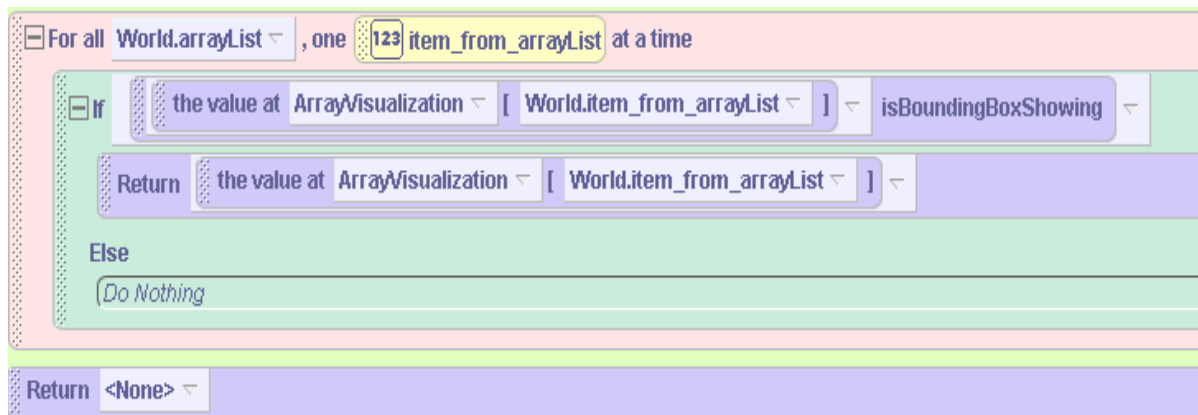 For all World.arrayList , one 123 item_from_arrayList at a time
If the value at ArrayVisualization [ World.item_from_arrayList ] isBoundingBoxShowing
Return the value at ArrayVisualization [ World.item_from_arrayList ]
Else
Do Nothing
Return <None>